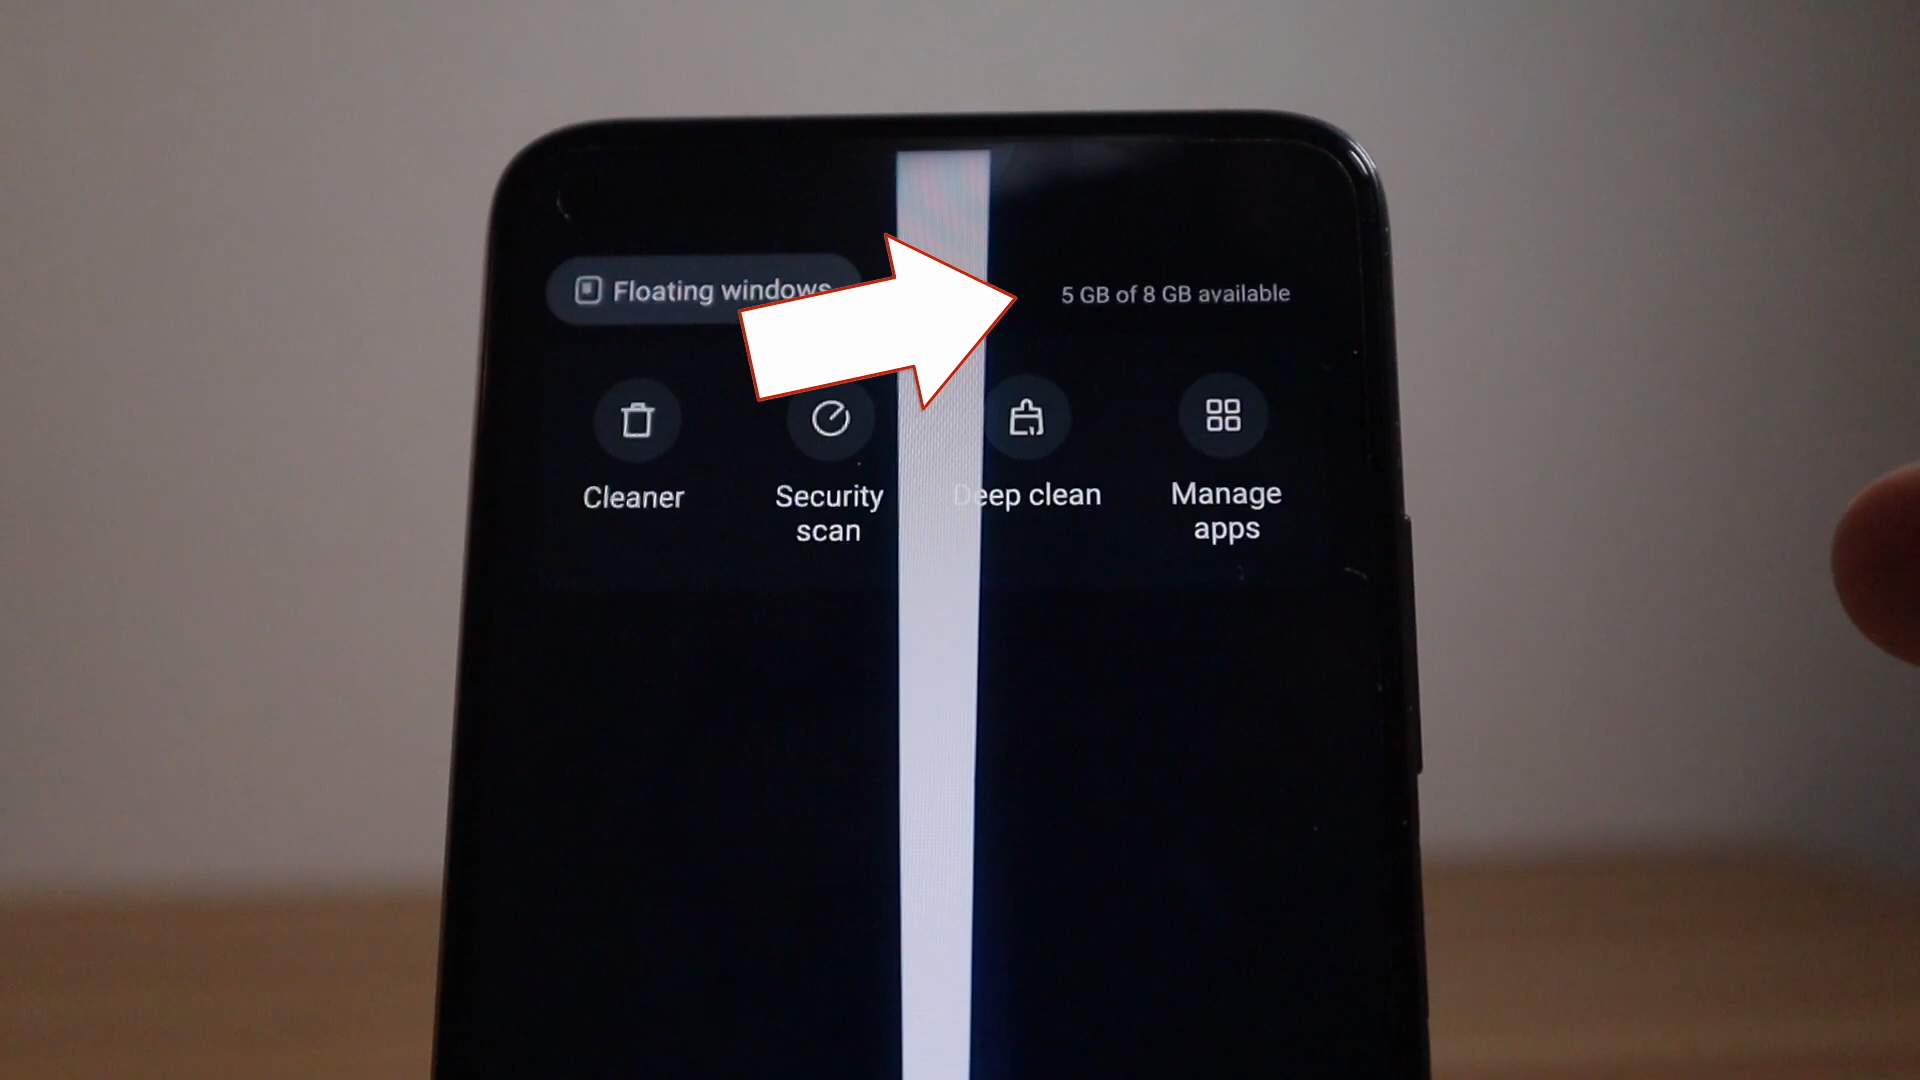 Floating windows
5 GB of 8 GB available
Cleaner
Security
scan
Deep clean
Manage
apps